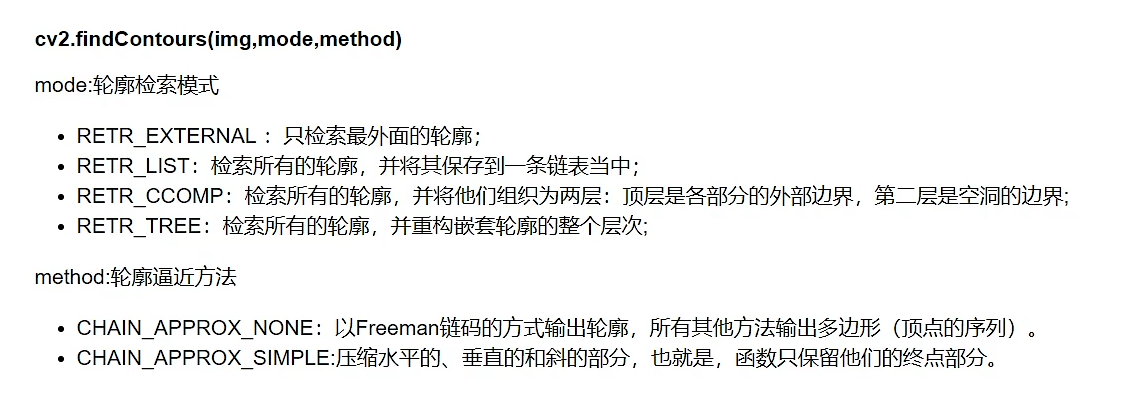 cv2.findContours(img,mode,method)
mode:轮廓检索模式
• RETR_EXTERNAL ：只检索最外面的轮廓；
• RETR_LIST：检索所有的轮廓，并将其保存到一条链表当中；
• RETR_CCOMP：检索所有的轮廓，并将他们组织为两层：顶层是各部分的外部边界，第二层是空洞的边界;
• RETR_TREE：检索所有的轮廓，并重构嵌套轮廓的整个层次;
method:轮廓逼近方法
• CHAIN_APPROX_NONE：以Freeman链码的方式输出轮廓，所有其他方法输出多边形（顶点的序列）。
• CHAIN_APPROX_SIMPLE:压缩水平的、垂直的和斜的部分，也就是，函数只保留他们的终点部分。